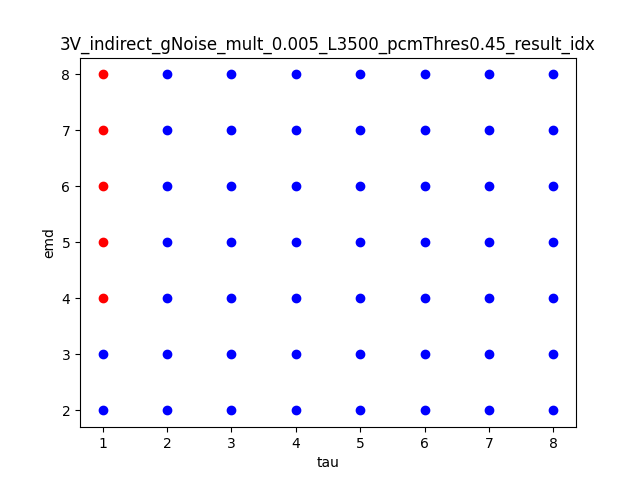 3V_indirect_gNoise_mult_0.005_L3500_pcmThres0.45_result_idx
8
7
6
5
4
3
2
emd
1 2 3 4 5 6 7 8
tau